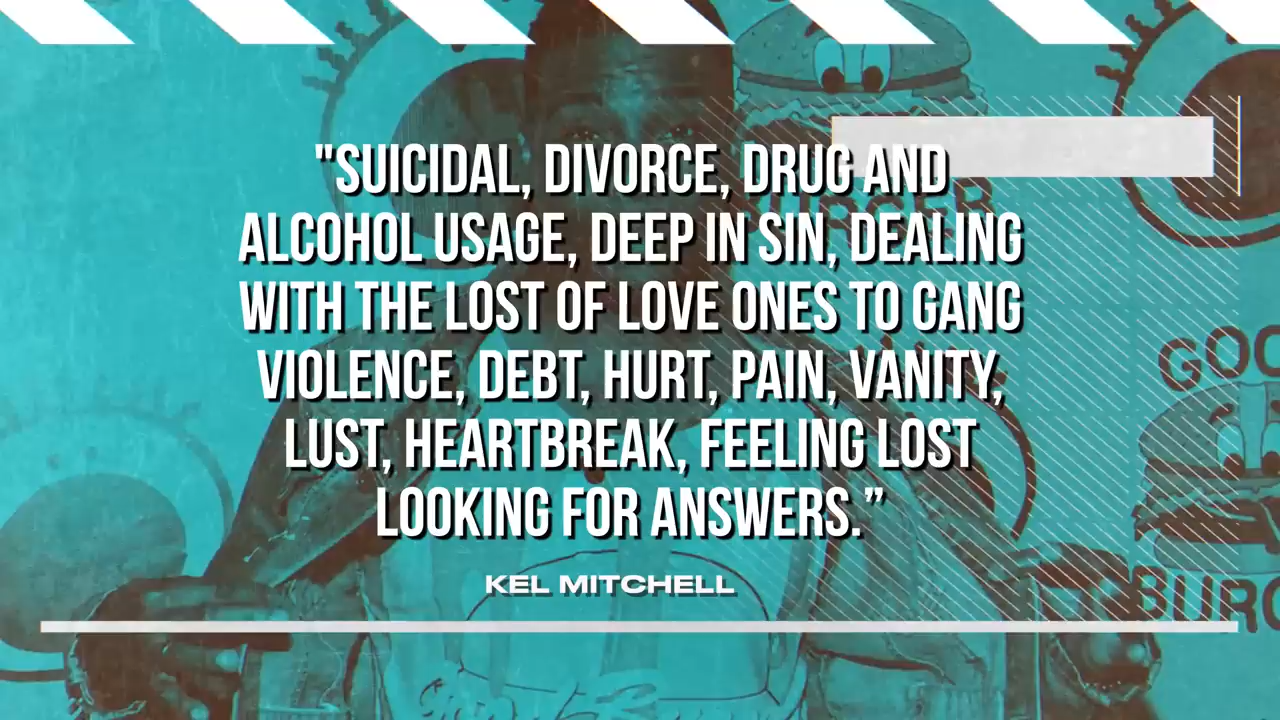 "SUICIDAL, DIVORCE, DRUG AND
ALCOHOL USAGE, DEEP IN SIN, DEALING
WITH THE LOST OF LOVE ONES TO GANG
VIOLENCE, DEBT, HURT, PAIN, VANITY,
LUST, HEARTBREAK, FEELING LOST
LOOKING FOR ANSWERS.”
KEL MITCHELL
BURGER